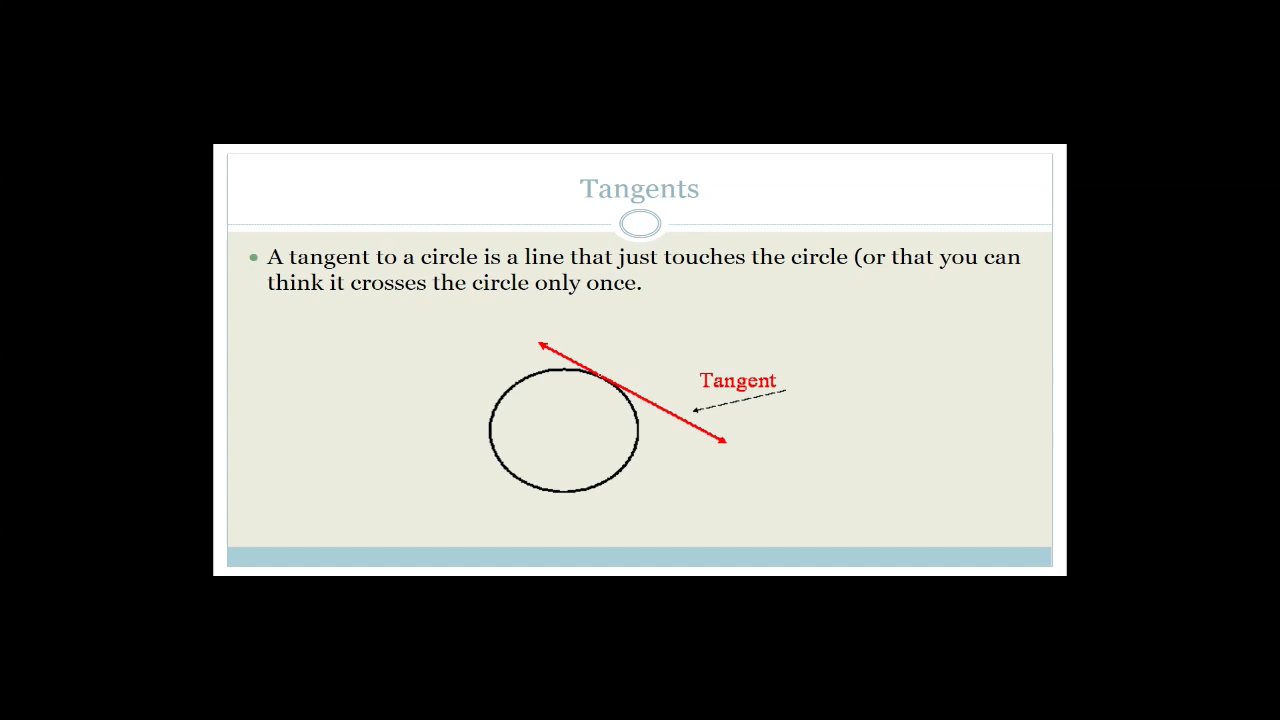 Tangents
A tangent to a circle is a line that just touches the circle (or that you can
think it crosses the circle only once.
Tangent